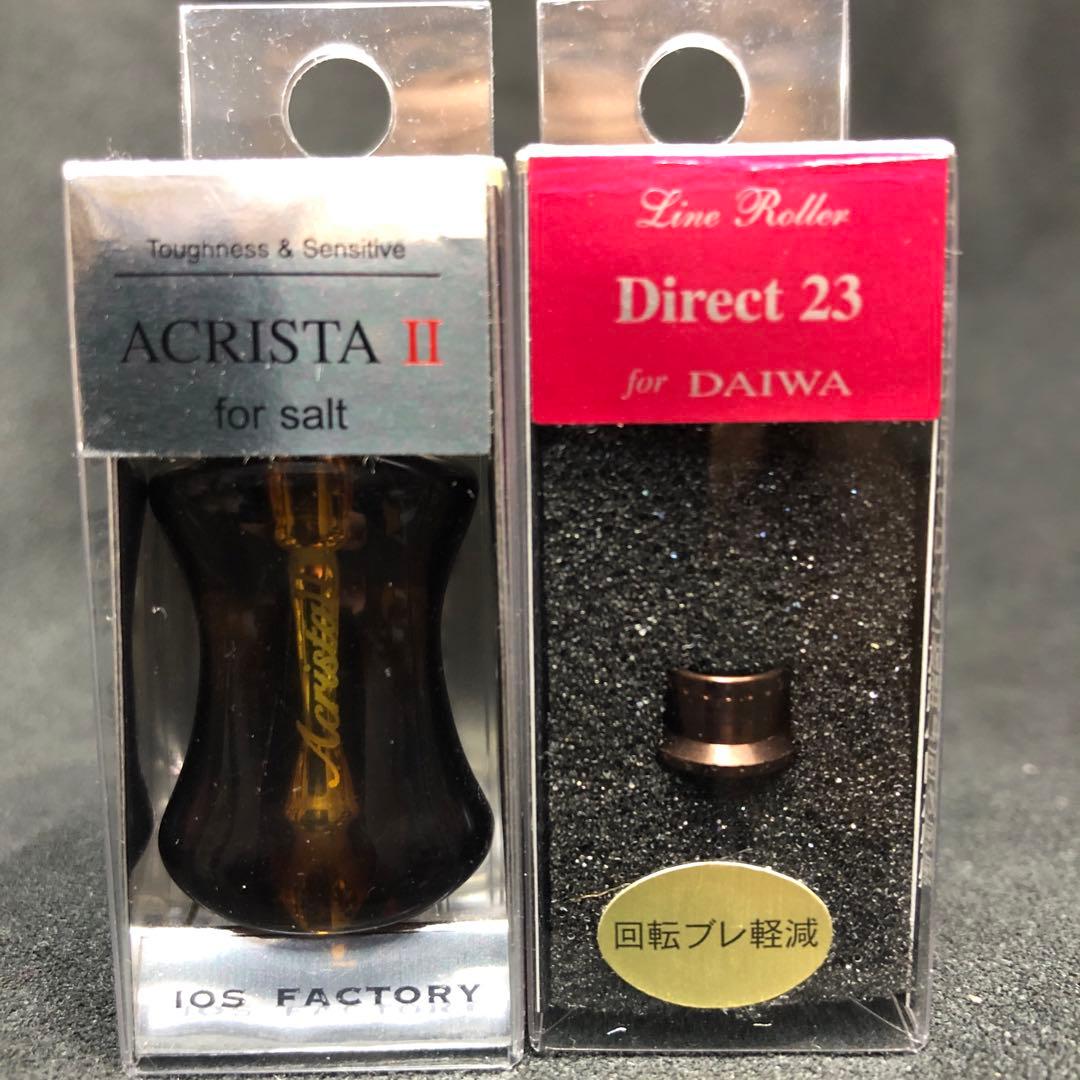 Toughness & Sensitive
ACRISTA II
for salt
Acristall
IOS FACTORY
Line Roller
Direct 23
for DAIWA
回転ブレ軽減